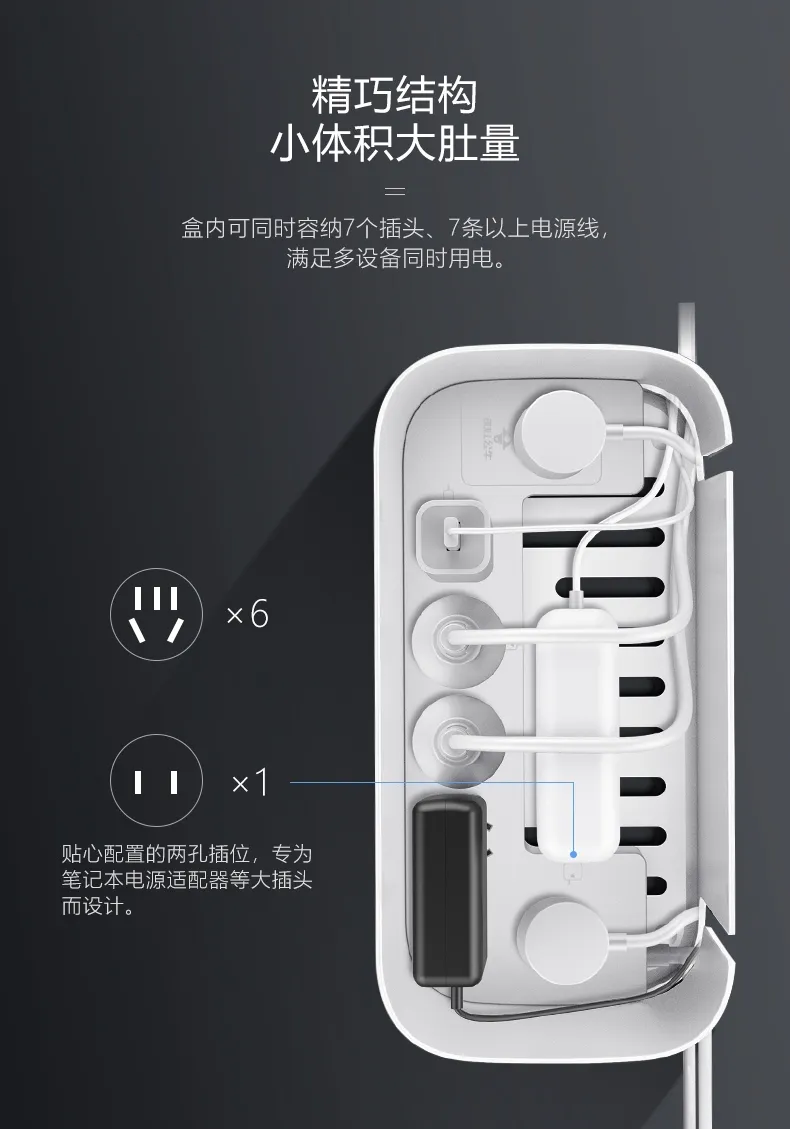 精巧结构
小体积大肚量
盒内可同时容纳7个插头、7条以上电源线，
满足多设备同时用电。
×6
×1
贴心配置的两孔插位，专为
笔记本电源适配器等大插头
而设计。